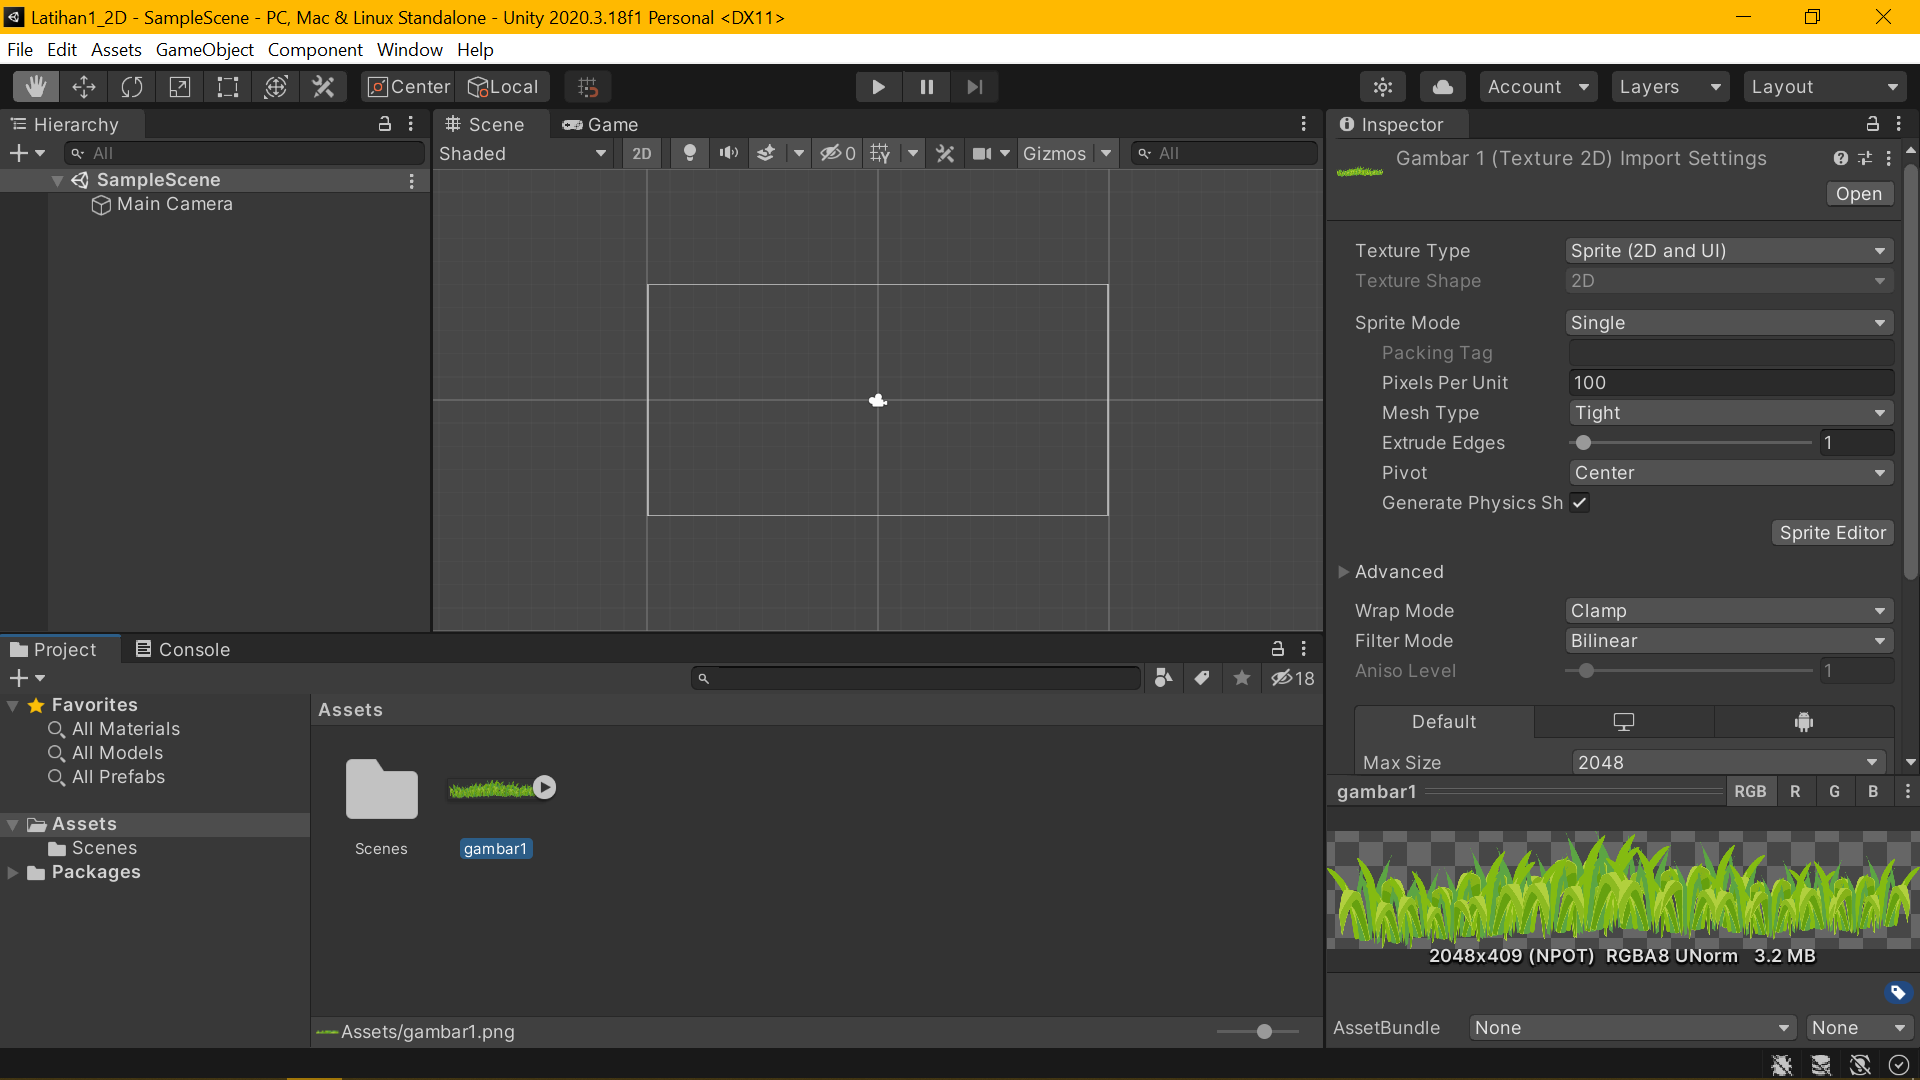 Latihan1_2D - SampleScene - PC, Mac & Linux Standalone - Unity 2020.3.18f1 Personal <DX11>
File Edit Assets GameObject Component Window Help
Center Local Account Layers Layout
Hierarchy
All
SampleScene
Main Camera
Scene Game
Shaded 2D 0 Gizmos All
Inspector
Gambar 1 (Texture 2D) Import Settings
Open
Texture Type Sprite (2D and UI)
Texture Shape 2D
Sprite Mode Single
Packing Tag
Pixels Per Unit 100
Mesh Type Tight
Extrude Edges 1
Pivot Center
Generate Physics Sh
Sprite Editor
Advanced
Wrap Mode Clamp
Filter Mode Bilinear
Aniso Level 1
Default
Max Size 2048
gambar1 RGB R G B
2048x409 (NPOT) RGBA8 UNorm 3.2 MB
AssetBundle None None
Project Console
18
Favorites
All Materials
All Models
All Prefabs
Assets
Scenes
Packages
Assets
Scenes
gambar1
Assets/gambar1.png